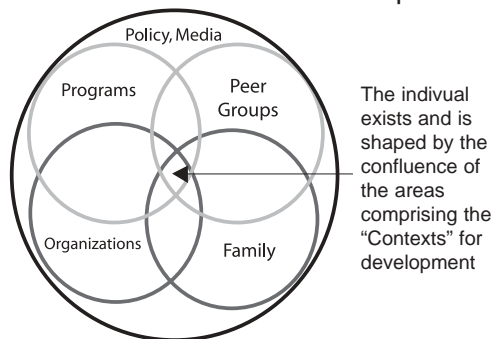 Policy, Media
Programs
Peer
Groups
Organizations
Family
The indivual
exists and is
shaped by the
confluence of
the areas
comprising the
“Contexts” for
development